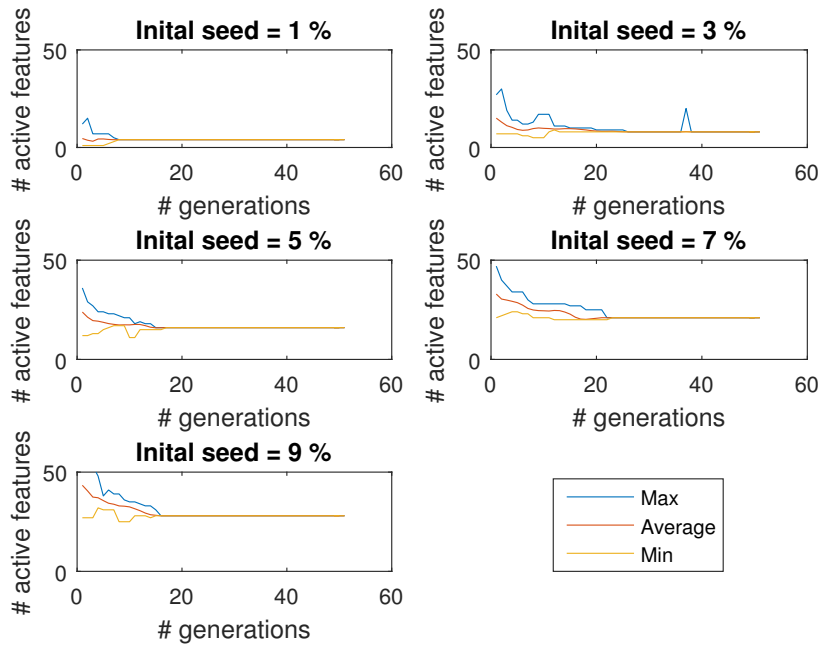 Inital seed = 1 %
50
0
# active features
0 20 40 60
# generations
Inital seed = 3 %
50
0
# active features
0 20 40 60
# generations
Inital seed = 5 %
50
0
# active features
0 20 40 60
# generations
Inital seed = 7 %
50
0
# active features
0 20 40 60
# generations
Inital seed = 9 %
50
0
# active features
0 20 40 60
# generations
Max
Average
Min